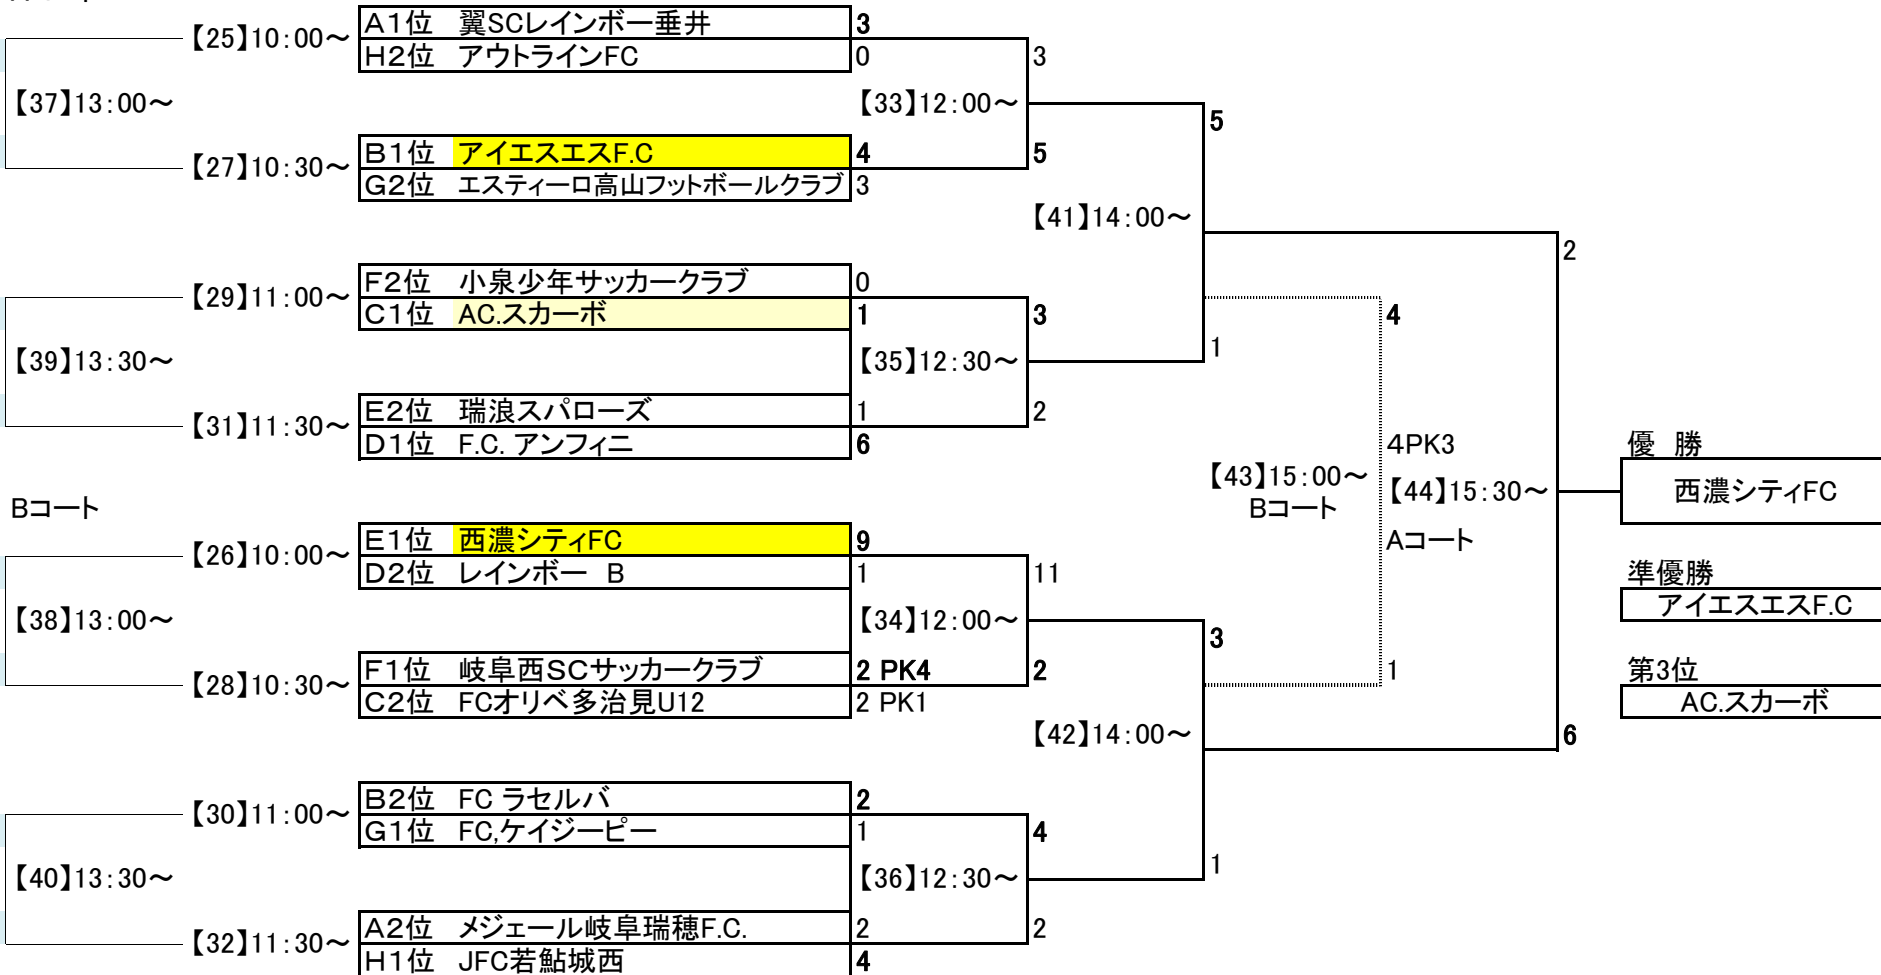 A1位 翼SCレインボー垂井 3
【25】10:00～
H2位 アウトラインFC 0
3
【37】13:00～
【33】12:00～
5
B1位 アイエスエスF.C 4
5
【27】10:30～
G2位 エスティーロ高山フットボールクラブ 3
【41】14:00～
2
F2位 小泉少年サッカークラブ 0
【29】11:00～
C1位 AC.スカーボ 1
3
4
1
【39】13:30～
【35】12:30～
E2位 瑞浪スパローズ 1
2
【31】11:30～
D1位 F.C. アンフィニ 6
4PK3
優 勝
【43】15:00～
【44】15:30～
西濃シティFC
Bコート
Bコート
E1位 西濃シティFC 9
Aコート
【26】10:00～
D2位 レインボー B 1
11
準優勝
アイエスエスF.C
【38】13:00～
【34】12:00～
3
F1位 岐阜西SCサッカークラブ 2 PK4
2
1
第3位
【28】10:30～
C2位 FCオリベ多治見U12 2 PK1
AC.スカーボ
【42】14:00～
6
B2位 FC ラセルバ 2
【30】11:00～
G1位 FC,ケイジーピー 1
4
1
【40】13:30～
【36】12:30～
A2位 メジェール岐阜瑞穂F.C. 2
2
【32】11:30～
H1位 JFC若鮎城西 4